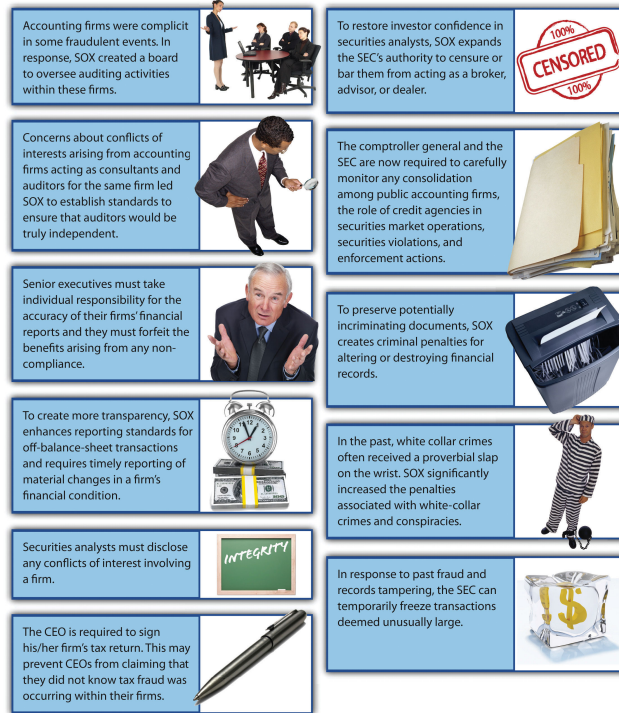 Accounting firms were complicit
in some fraudulent events. In
response, SOX created a board
to oversee auditing activities
within these firms.
Concerns about conflicts of
interests arising from accounting
firms acting as consultants and
auditors for the same firm led
SOX to establish standards to
ensure that auditors would be
truly independent.
Senior executives must take
individual responsibility for the
accuracy of their firms’ financial
reports and they must forfeit the
benefits arising from any non-
compliance.
To create more transparency, SOX
enhances reporting standards for
off-balance-sheet transactions
and requires timely reporting of
material changes in a firm’s
financial condition.
Securities analysts must disclose
any conflicts of interest involving
a firm.
INTEGRITY
The CEO is required to sign
his/her firm’s tax return. This may
prevent CEOs from claiming that
they did not know tax fraud was
occurring within their firms.
To restore investor confidence in
securities analysts, SOX expands
the SEC’s authority to censure or
bar them from acting as a broker,
advisor, or dealer.
100%
CENSORED
100%
The comptroller general and the
SEC are now required to carefully
monitor any consolidation
among public accounting firms,
the role of credit agencies in
securities market operations,
securities violations, and
enforcement actions.
To preserve potentially
incriminating documents, SOX
creates criminal penalties for
altering or destroying financial
records.
In the past, white collar crimes
often received a proverbial slap
on the wrist. SOX significantly
increased the penalties
associated with white-collar
crimes and conspiracies.
In response to past fraud and
records tampering, the SEC can
temporarily freeze transactions
deemed unusually large.
$